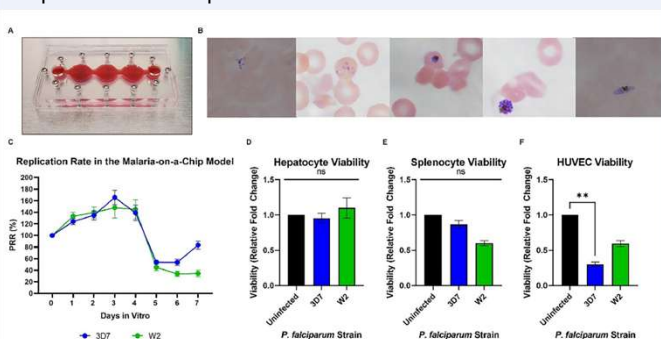 A
B
C
Replication Rate in the Malaria-on-a-Chip Model
PRR (%)
200
180
160
140
120
100
80
60
40
20
0
0 1 2 3 4 5 6 7
Days in Vitro
3D7 W2
D
Hepatocyte Viability
ns
Viability (Relative Fold Change)
1.5
1.0
0.5
0.0
Uninfected 3D7 W2
P. falciparum Strain
E
Splenocyte Viability
ns
Viability (Relative Fold Change)
1.5
1.0
0.5
0.0
Uninfected 3D7 W2
P. falciparum Strain
F
HUVEC Viability
**
Viability (Relative Fold Change)
1.5
1.0
0.5
0.0
Uninfected 3D7 W2
P. falciparum Strain